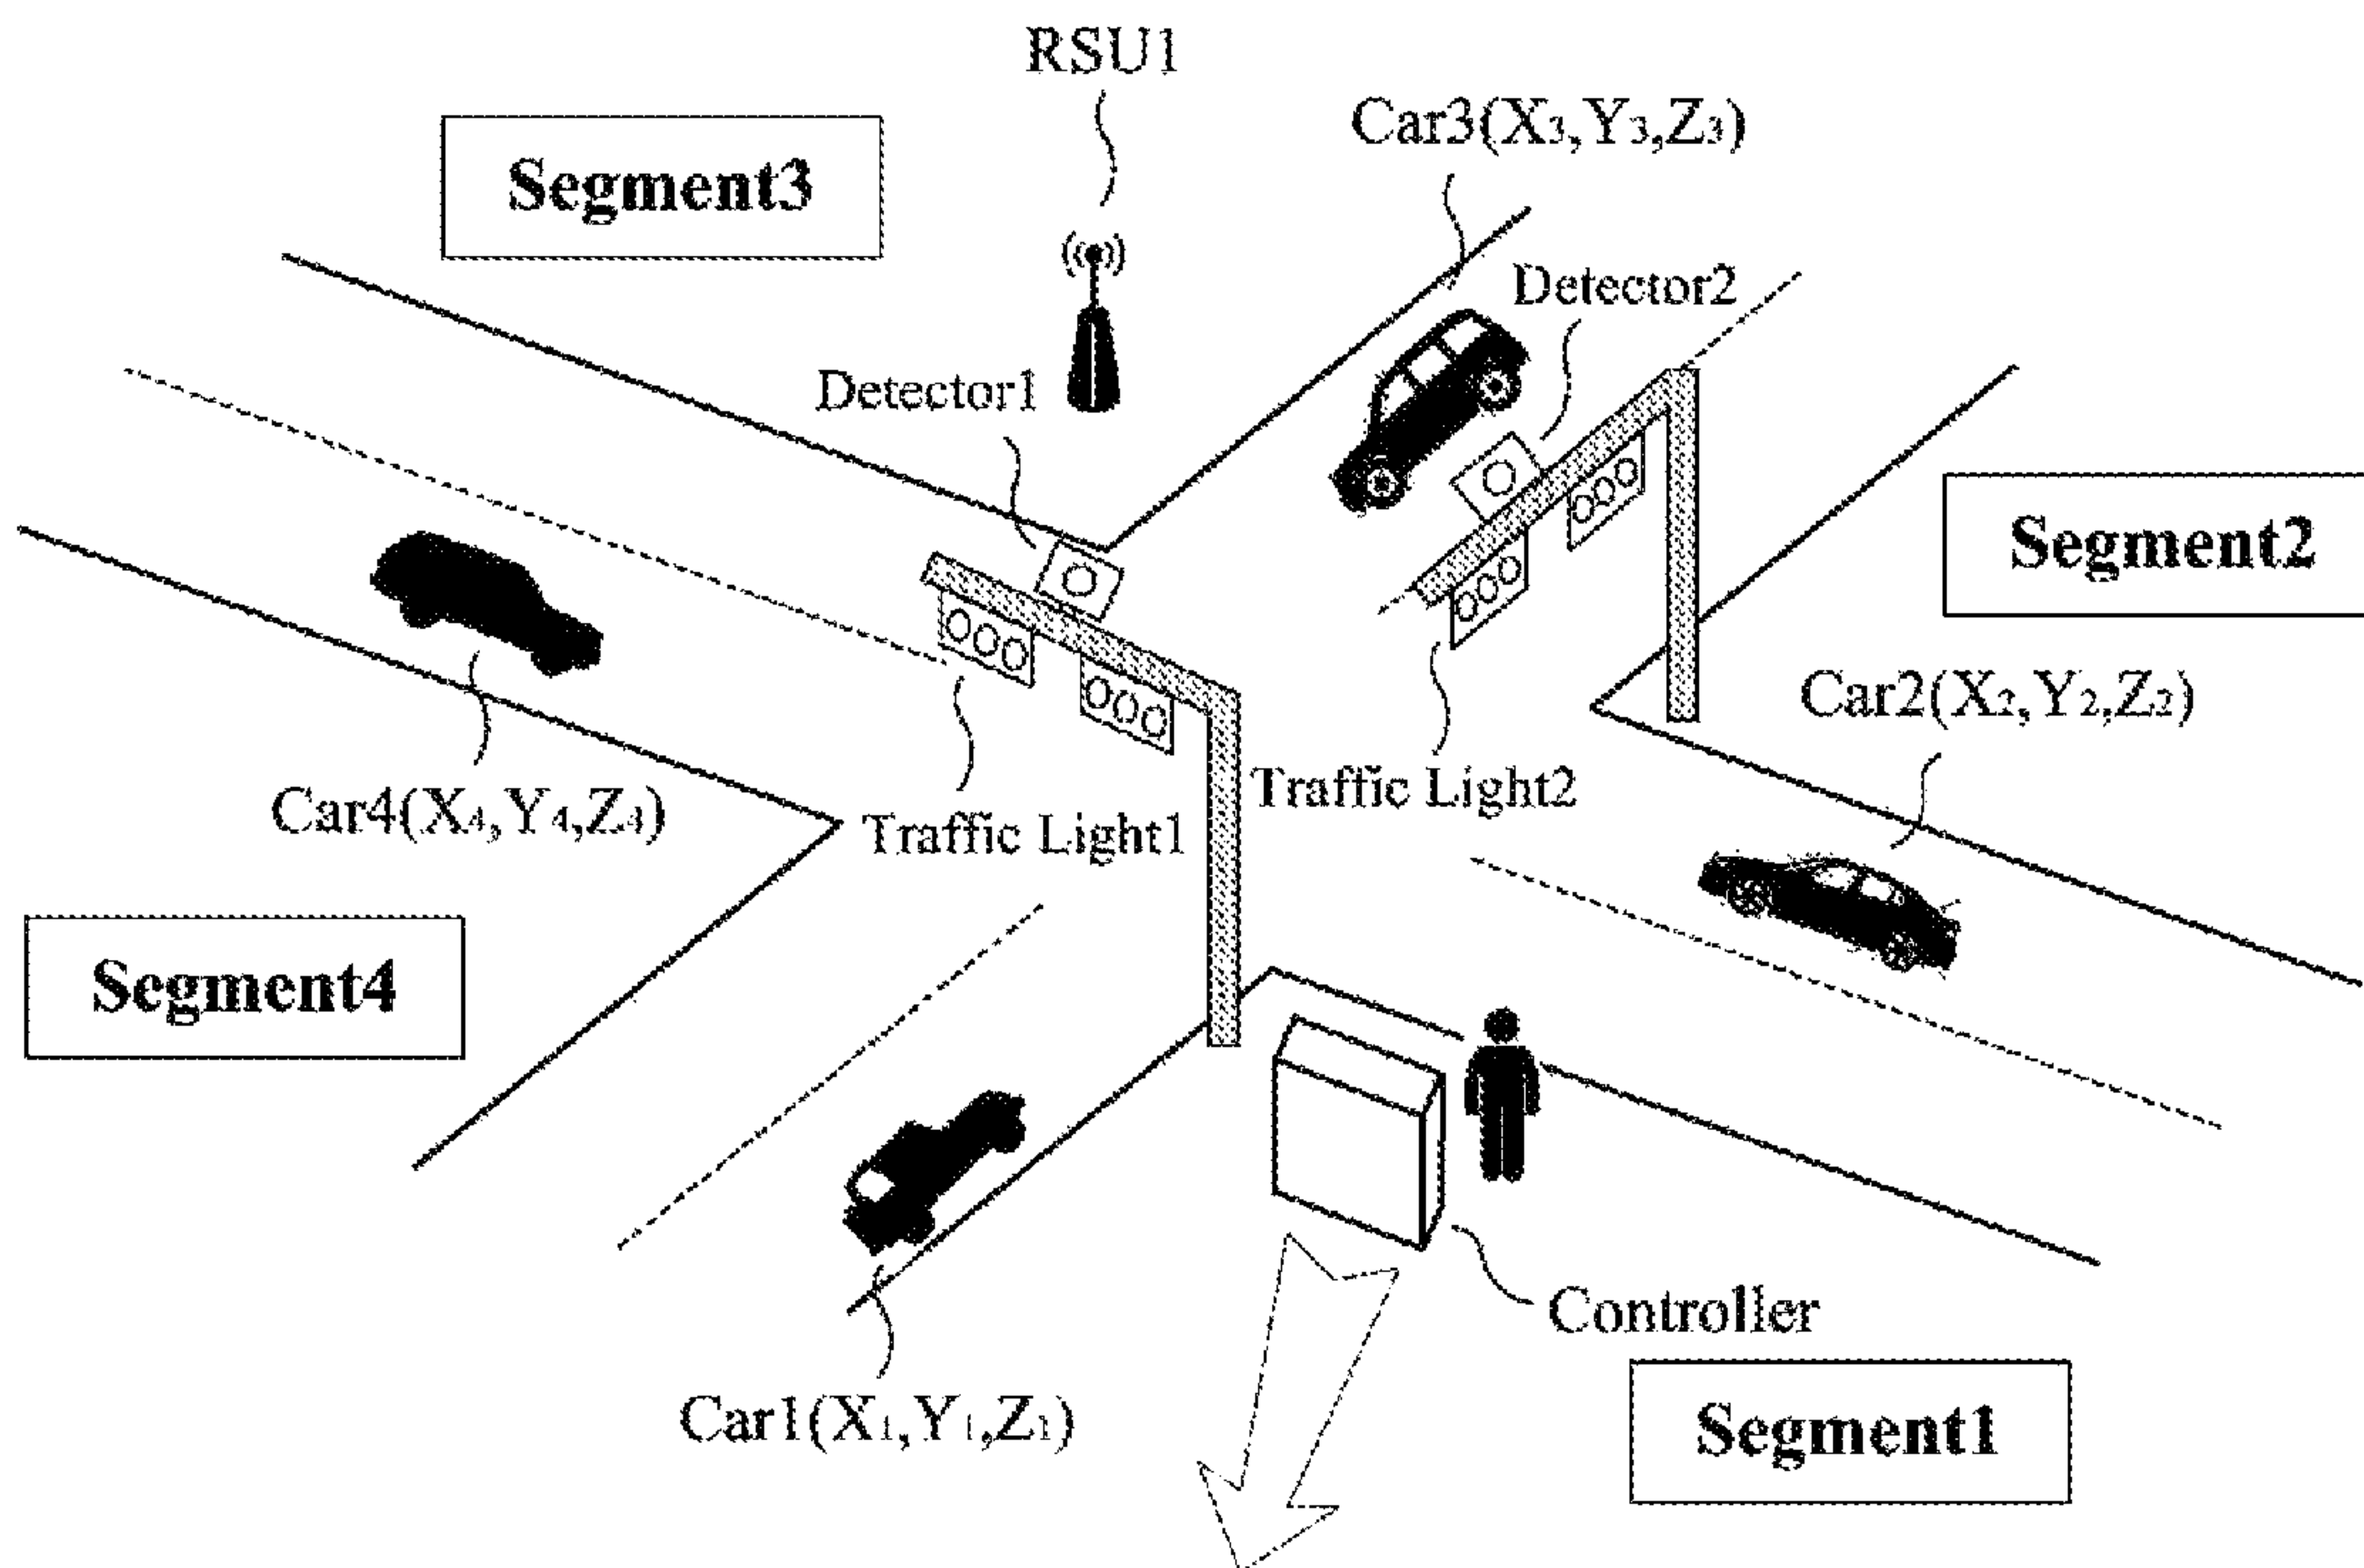 RSU1
Car3(X₃,Y₃,Z₃)
Segment3
Detector2
Detector1
Segment2
Car2(X₂,Y₂,Z₂)
Traffic Light2
Car4(X₄,Y₄,Z₄)
Traffic Light1
Segment4
Controller
Car1(X₁,Y₁,Z₁)
Segment1